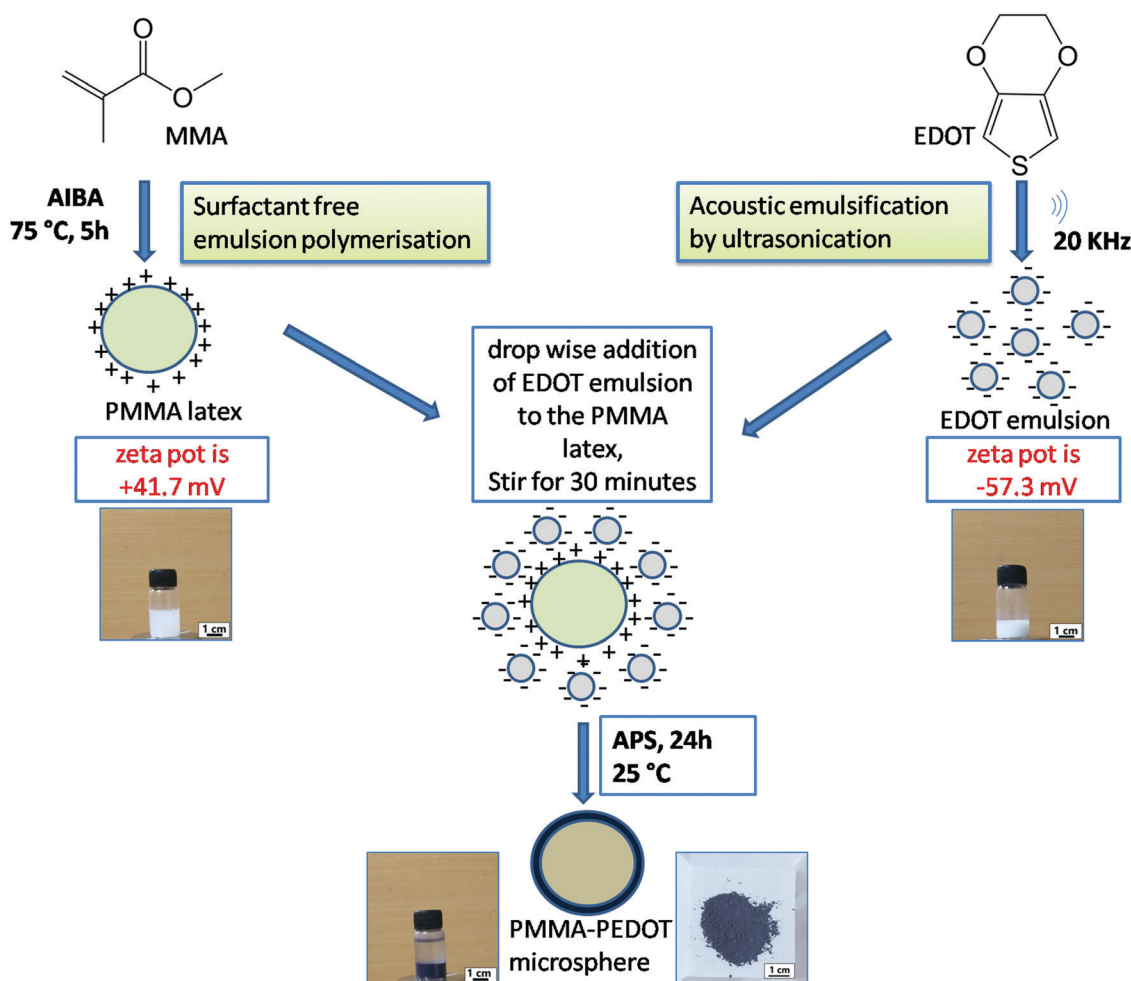 O
O
MMA
AIBA
75 °C, 5h
Surfactant free
emulsion polymerisation
O
O
EDOT
S
Acoustic emulsification
by ultrasonication
20 KHz
PMMA latex
zeta pot is
+41.7 mV
1 cm
drop wise addition
of EDOT emulsion
to the PMMA
latex,
Stir for 30 minutes
EDOT emulsion
zeta pot is
-57.3 mV
1 cm
APS, 24h
25 °C
PMMA-PEDOT
microsphere
1 cm
1 cm